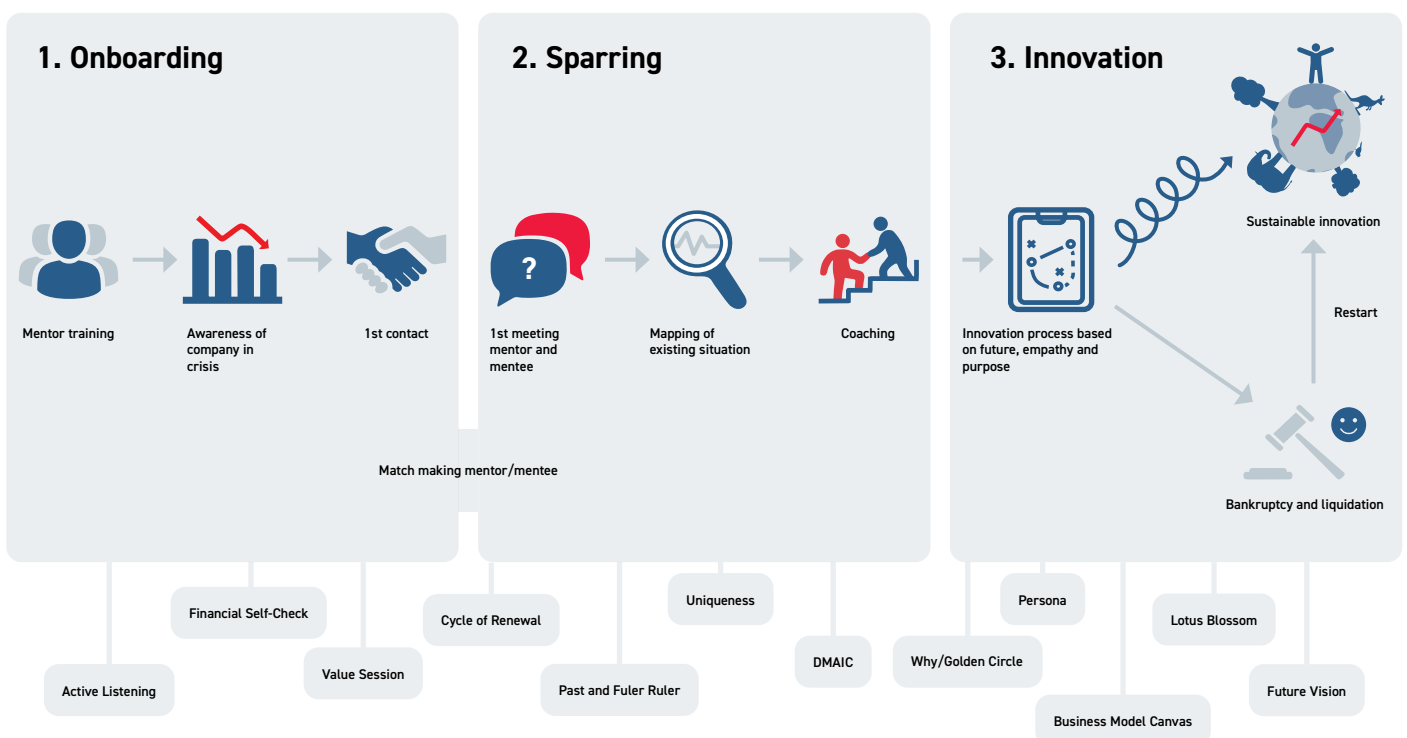 1. Onboarding
Mentor training
Awareness of
company in
crisis
1st contact
2. Sparring
?
1st meeting
mentor and
mentee
Mapping of
existing situation
Coaching
3. Innovation
Innovation process based
on future, empathy and
purpose
Sustainable innovation
Restart
Bankruptcy and liquidation
Match making mentor/mentee
Active Listening
Financial Self-Check
Value Session
Cycle of Renewal
Past and Fuler Ruler
Uniqueness
DMAIC
Why/Golden Circle
Persona
Business Model Canvas
Lotus Blossom
Future Vision